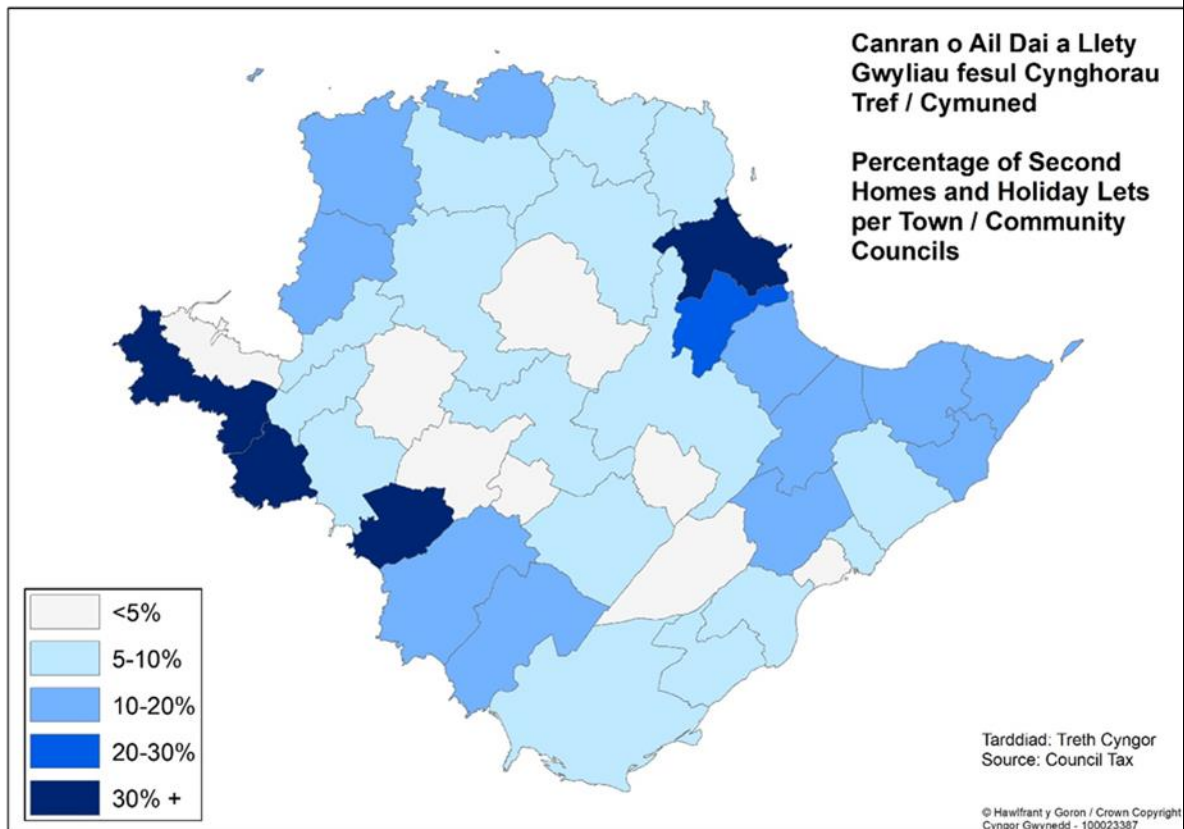 Canran o Ail Dai a Llety
Gwyliau fesul Cynghorau
Tref / Cymuned
Percentage of Second
Homes and Holiday Lets
per Town / Community
Councils
<5%
5-10%
10-20%
20-30%
30% +
Tarddiad: Treth Cyngor
Source: Council Tax
© Hawlfraint y Goron / Crown Copyright
Cyngor Gwynedd - 100023387